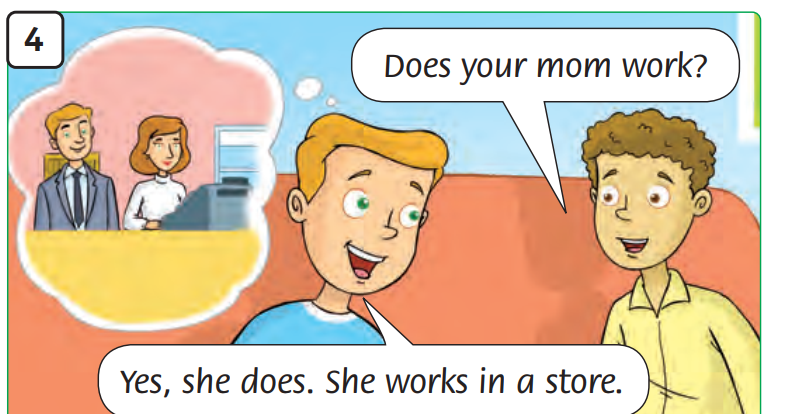 4
Does your mom work?
Yes, she does. She works in a store.